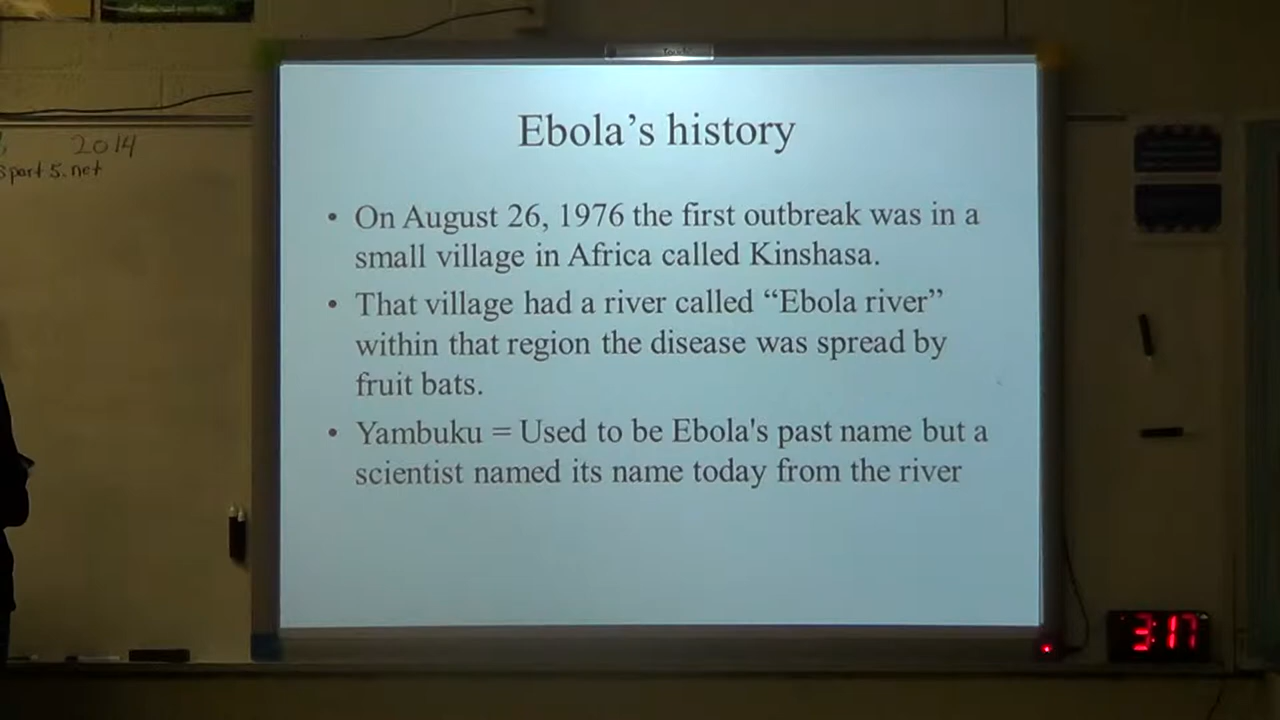 Touch
2014
spart5.net
Ebola’s history
• On August 26, 1976 the first outbreak was in a
small village in Africa called Kinshasa.
• That village had a river called “Ebola river”
within that region the disease was spread by
fruit bats.
• Yambuku = Used to be Ebola's past name but a
scientist named its name today from the river
3:17